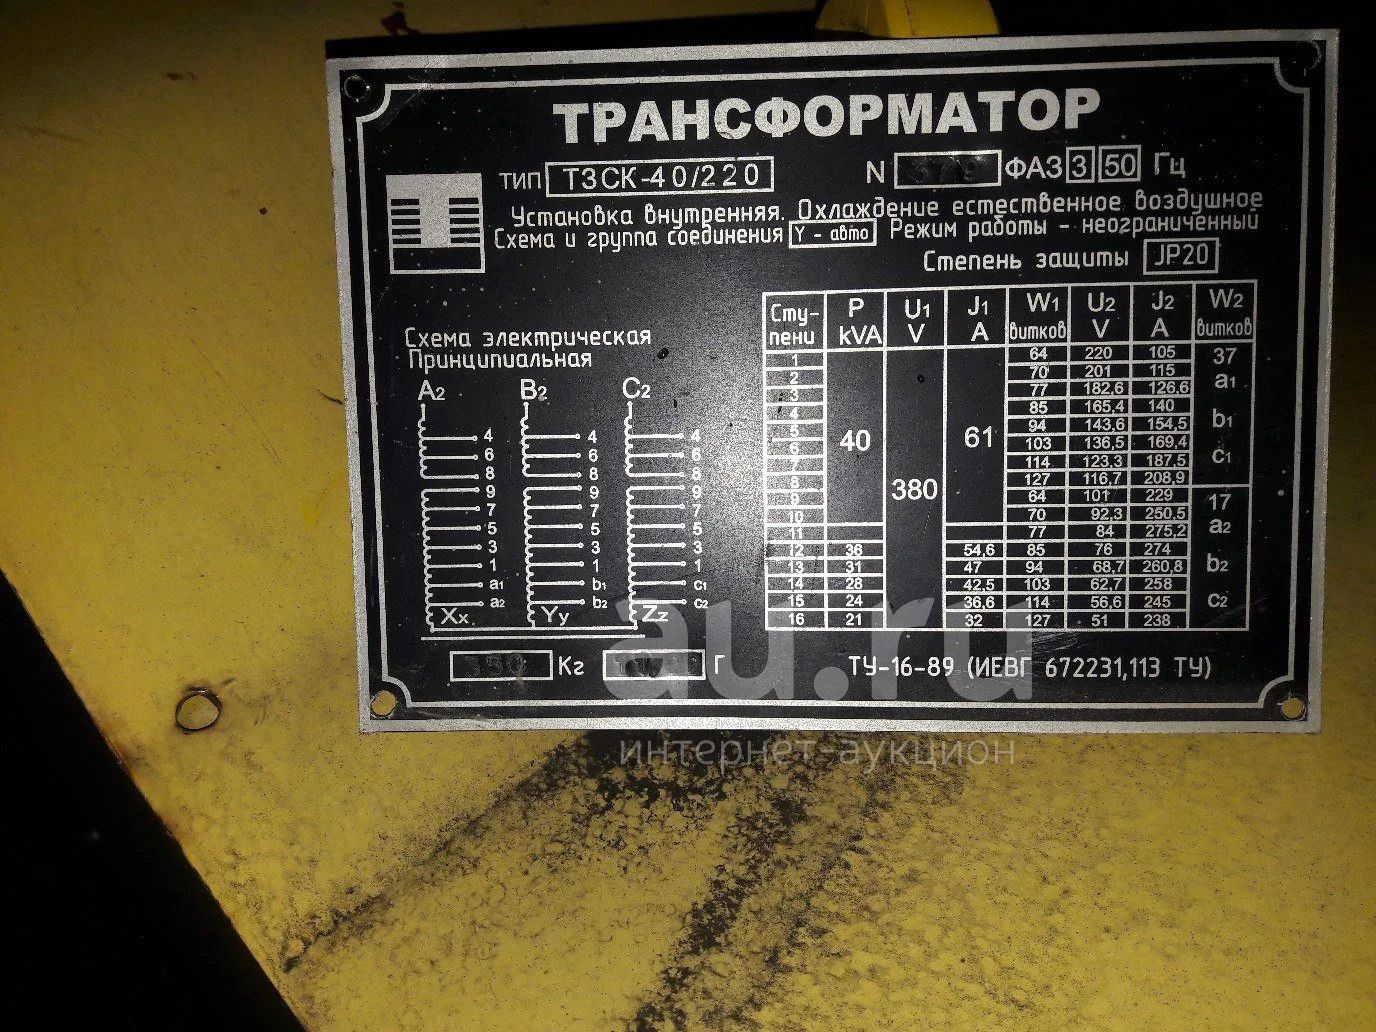 ТРАНСФОРМАТОР
ТИП ТЗСК-40/220 N 379 ФАЗ 3 50 Гц
Установка внутренняя. Охлаждение естественное воздушное
Схема и группа соединения Y - авто Режим работы - неограниченный
Степень защиты JP20
Схема электрическая
Принципиальная
A2 B2 C2
4 4 4
6 6 6
8 8 8
9 9 9
7 7 7
5 5 5
3 3 3
1 1 1
a1 b1 c1
a2 b2 c2
Xx Yy Zz
Сту-пени P kVA U1 V J1 A W1 витков U2 V J2 A W2 витков
1 40 380 61 64 220 105 37 a1 b1 c1
2 70 201 115
3 77 182,6 126,6
4 85 165,4 140
5 94 143,6 154,5
6 103 136,5 169,4
7 114 123,3 187,5
8 127 116,7 208,9
9 64 101 229 17 a2 b2 c2
10 70 92,3 250,5
11 77 84 275,2
12 36 54,6 85 76 274
13 31 47 94 68,7 260,8
14 28 42,5 103 62,7 258
15 24 36,6 114 56,6 245
16 21 32 127 51 238
350 Кг Г
ТУ-16-89 (ИЕВГ 672231,113 ТУ)
au.ru
интернет-аукцион